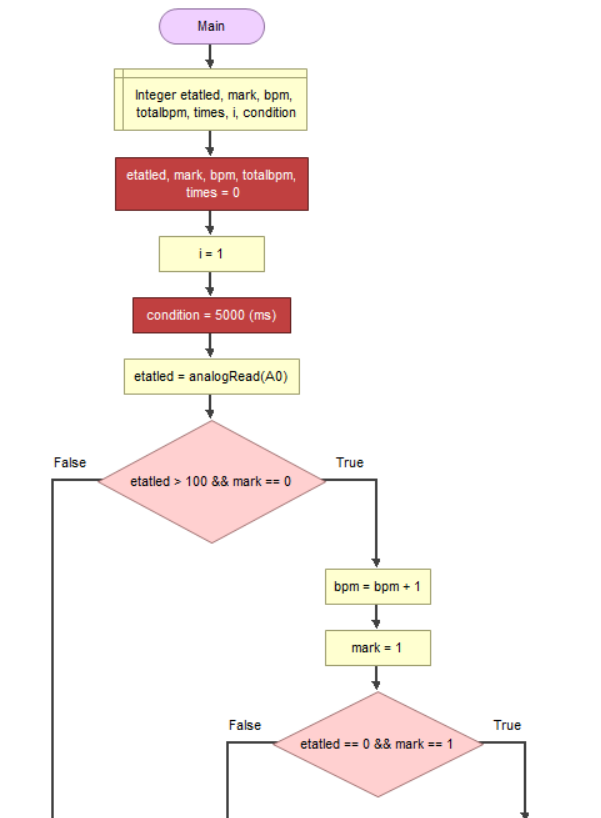 Main
Integer etatled, mark, bpm,
totalbpm, times, i, condition
etatled, mark, bpm, totalbpm,
times = 0
i = 1
condition = 5000 (ms)
etatled = analogRead(A0)
False
True
etatled > 100 && mark == 0
bpm = bpm + 1
mark = 1
False
True
etatled == 0 && mark == 1